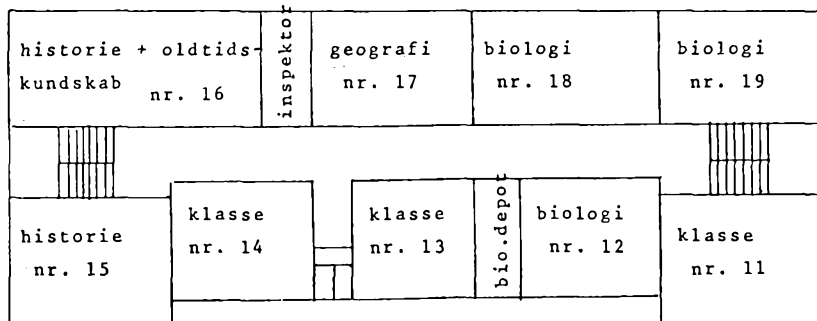 historie + oldtids-
kundskab
nr. 16
inspektor
geografi
nr. 17
biologi
nr. 18
biologi
nr. 19
historie
nr. 15
klasse
nr. 14
klasse
nr. 13
bio.depot
biologi
nr. 12
klasse
nr. 11